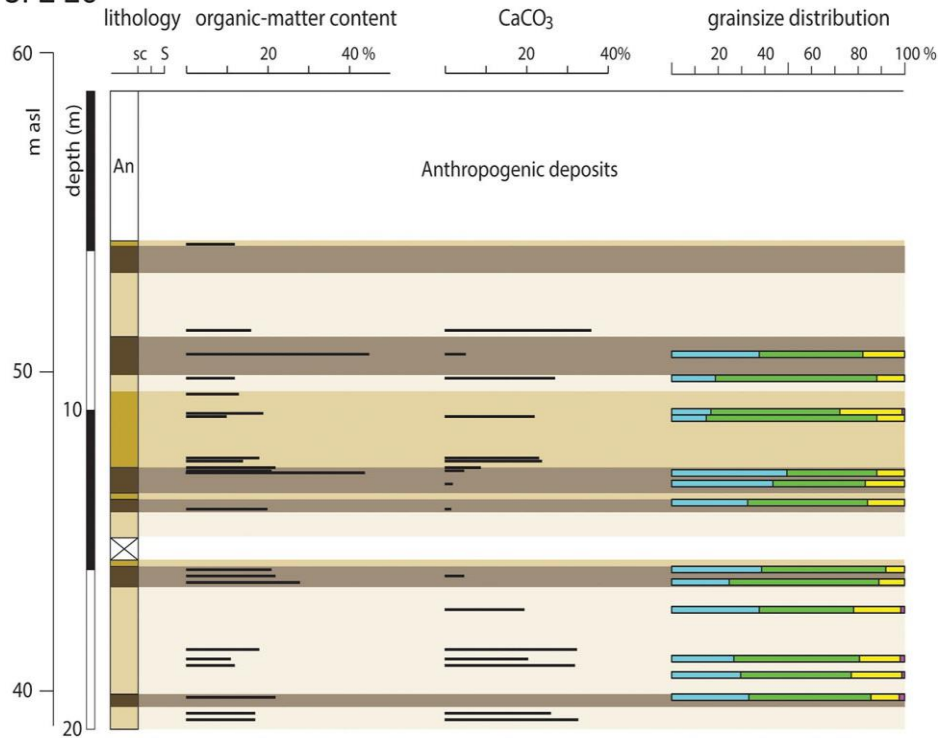 lithology organic-matter content CaCO₃ grainsize distribution
sc S 20 40 % 20 40% 20 40 60 80 100 %
60
m asl
depth (m)
An
Anthropogenic deposits
50
10
40
20